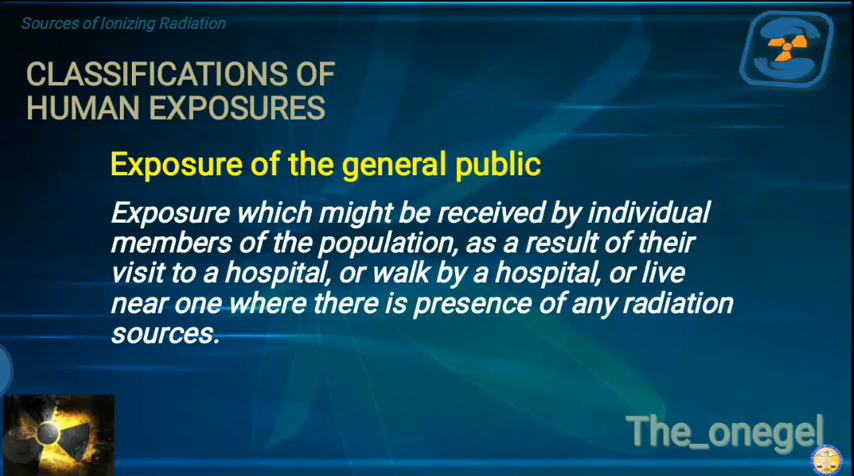 Sources of Ionizing Radiation
CLASSIFICATIONS OF
HUMAN EXPOSURES
Exposure of the general public
Exposure which might be received by individual
members of the population, as a result of their
visit to a hospital, or walk by a hospital, or live
near one where there is presence of any radiation
sources.
The_onegel